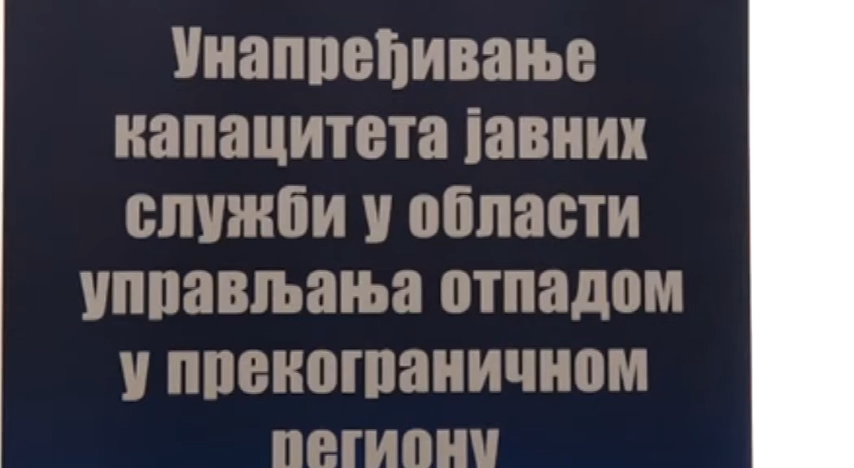 Унапређивање
капацитета јавних
служби у области
управљања отпадом
у прекограничном
региону